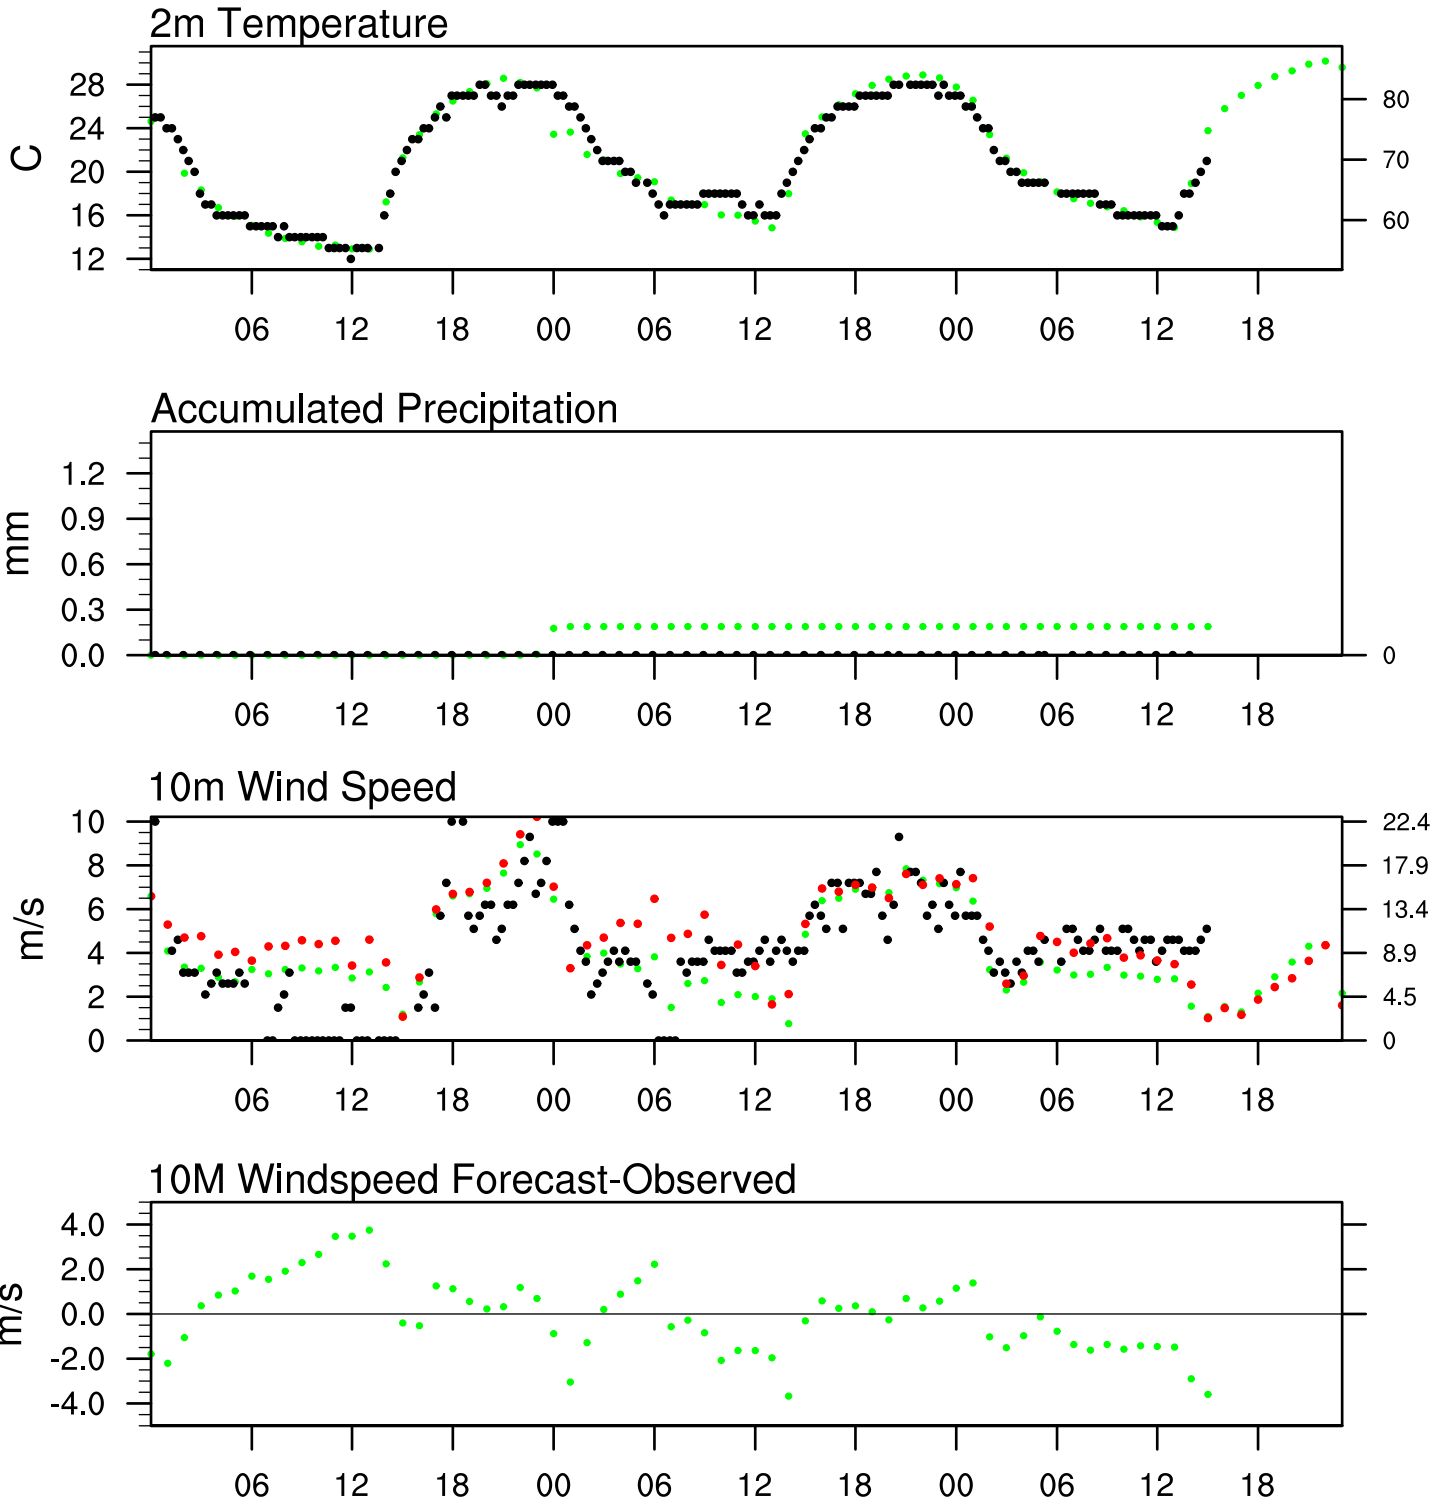 2m Temperature
C
28
24
20
16
12
80
70
60
06 12 18 00 06 12 18 00 06 12 18
Accumulated Precipitation
mm
1.2
0.9
0.6
0.3
0.0
0
06 12 18 00 06 12 18 00 06 12 18
10m Wind Speed
m/s
10
8
6
4
2
0
22.4
17.9
13.4
8.9
4.5
0
06 12 18 00 06 12 18 00 06 12 18
10M Windspeed Forecast-Observed
m/s
4.0
2.0
0.0
-2.0
-4.0
06 12 18 00 06 12 18 00 06 12 18